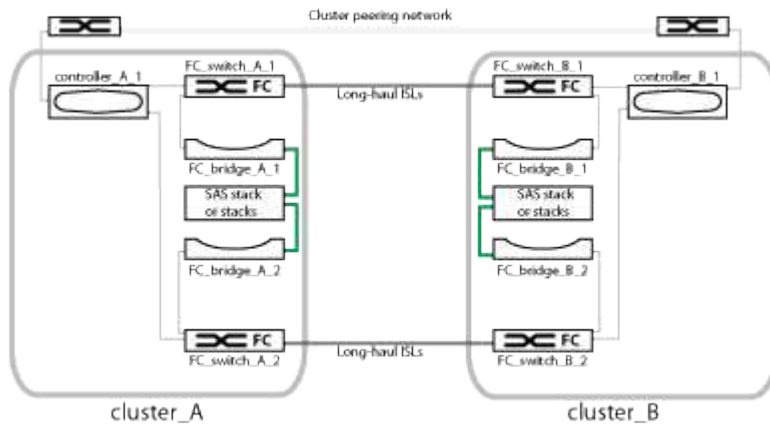 Cluster peering network
controller_A_1
FC_switch_A_1
FC
Long-haul ISLs
FC_switch_B_1
FC
controller_B_1
FC_bridge_A_1
FC_bridge_B_1
SAS stack
or stacks
SAS stack
or stacks
FC_bridge_A_2
FC_bridge_B_2
FC
FC_switch_A_2
Long-haul ISLs
FC
FC_switch_B_2
cluster_A
cluster_B